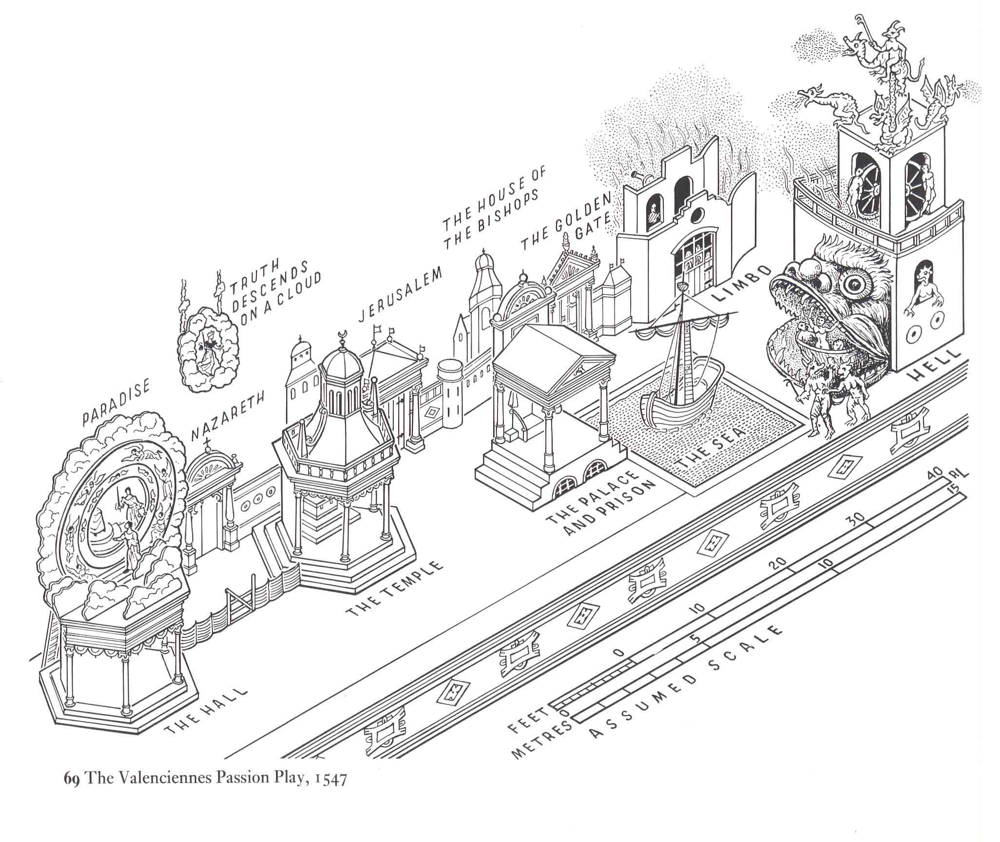 TRUTH
DESCENDS
ON A CLOUD
THE HOUSE OF
THE BISHOPS
THE GOLDEN
GATE
JERUSALEM
PARADISE
NAZARETH
LIMBO
HELL
THE SEA
THE PALACE
AND PRISON
THE TEMPLE
THE HALL
RL
0 10 20 30 40
FEET
0 5 10 15
METRES
ASSUMED SCALE
69 The Valenciennes Passion Play, 1547